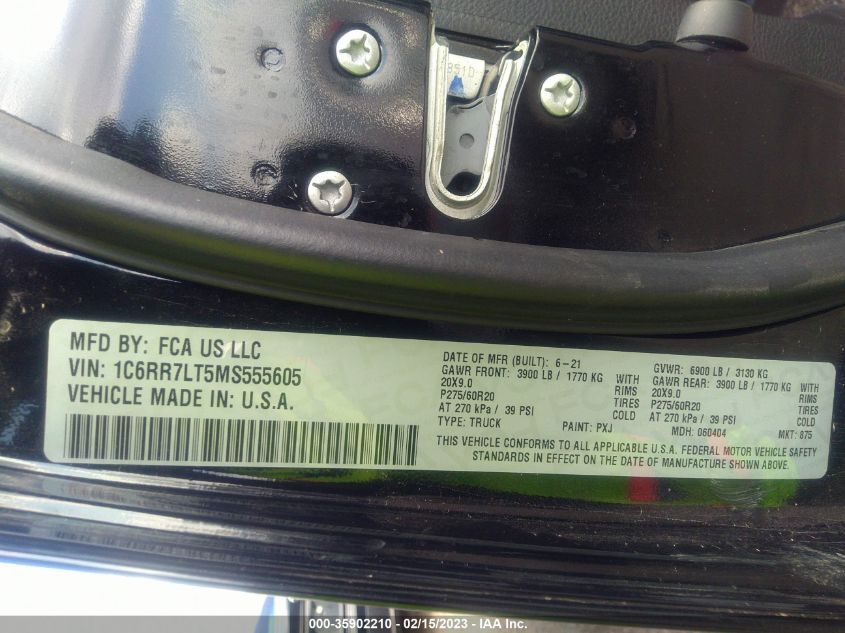 351D
MFD BY: FCA US LLC
VIN: 1C6RR7LT5MS555605
VEHICLE MADE IN: U.S.A.
DATE OF MFR (BUILT): 6-21 GVWR: 6900 LB / 3130 KG
GAWR FRONT: 3900 LB / 1770 KG WITH GAWR REAR: 3900 LB / 1770 KG WITH
20X9.0 RIMS 20X9.0 RIMS
P275/60R20 TIRES P275/60R20 TIRES
AT 270 kPa / 39 PSI COLD AT 270 kPa / 39 PSI COLD
TYPE: TRUCK PAINT: PXJ MDH: 060404 MKT: 875
THIS VEHICLE CONFORMS TO ALL APPLICABLE U.S.A. FEDERAL MOTOR VEHICLE SAFETY
STANDARDS IN EFFECT ON THE DATE OF MANUFACTURE SHOWN ABOVE.
000-35902210 - 02/15/2023 - IAA Inc.